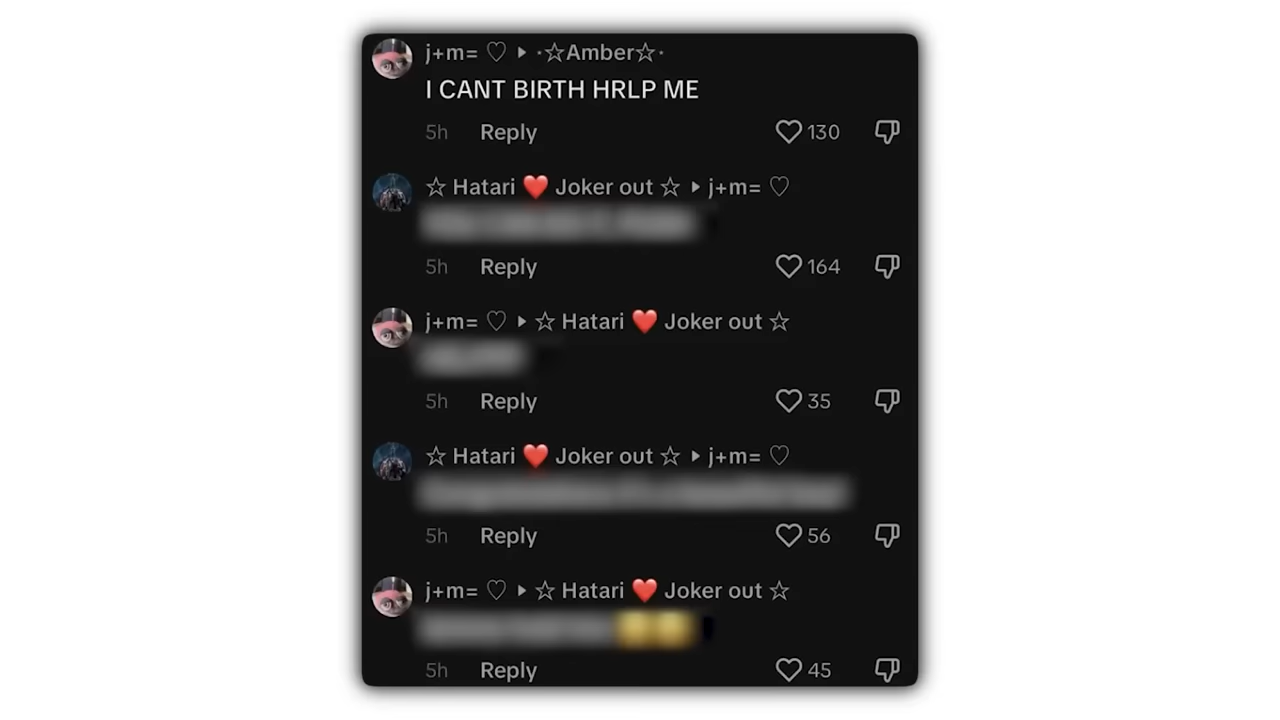 j+m= ♡ ▸ ·☆Amber☆·
I CANT BIRTH HRLP ME
5h Reply 130
☆ Hatari ❤️ Joker out ☆ ▸ j+m= ♡
5h Reply 164
j+m= ♡ ▸ ☆ Hatari ❤️ Joker out ☆
5h Reply 35
☆ Hatari ❤️ Joker out ☆ ▸ j+m= ♡
5h Reply 56
j+m= ♡ ▸ ☆ Hatari ❤️ Joker out ☆
5h Reply 45